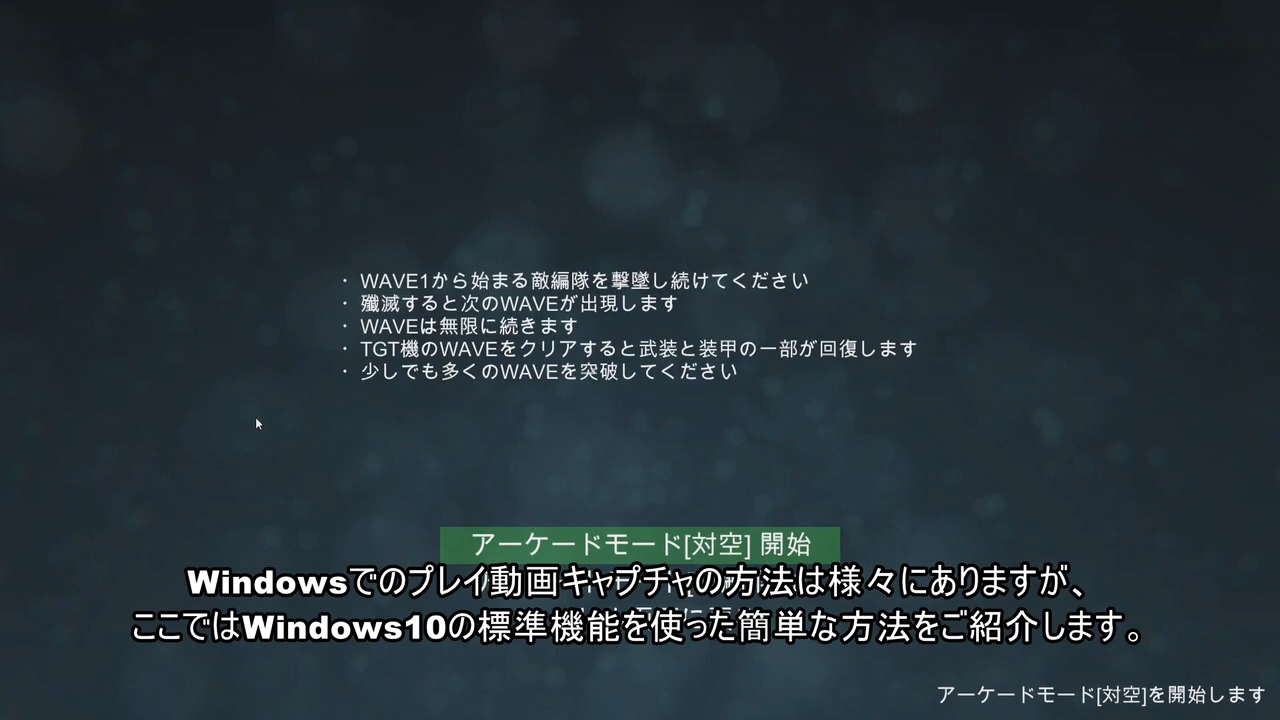 ・ WAVE1から始まる敵編隊を撃墜し続けてください
・ 殲滅すると次のWAVEが出現します
・ WAVEは無限に続きます
・ TGT機のWAVEをクリアすると武装と装甲の一部が回復します
・ 少しでも多くのWAVEを突破してください
アーケードモード[対空] 開始
Windowsでのプレイ動画キャプチャの方法は様々にありますが、
ここではWindows10の標準機能を使った簡単な方法をご紹介します。
アーケードモード[対空]を開始します